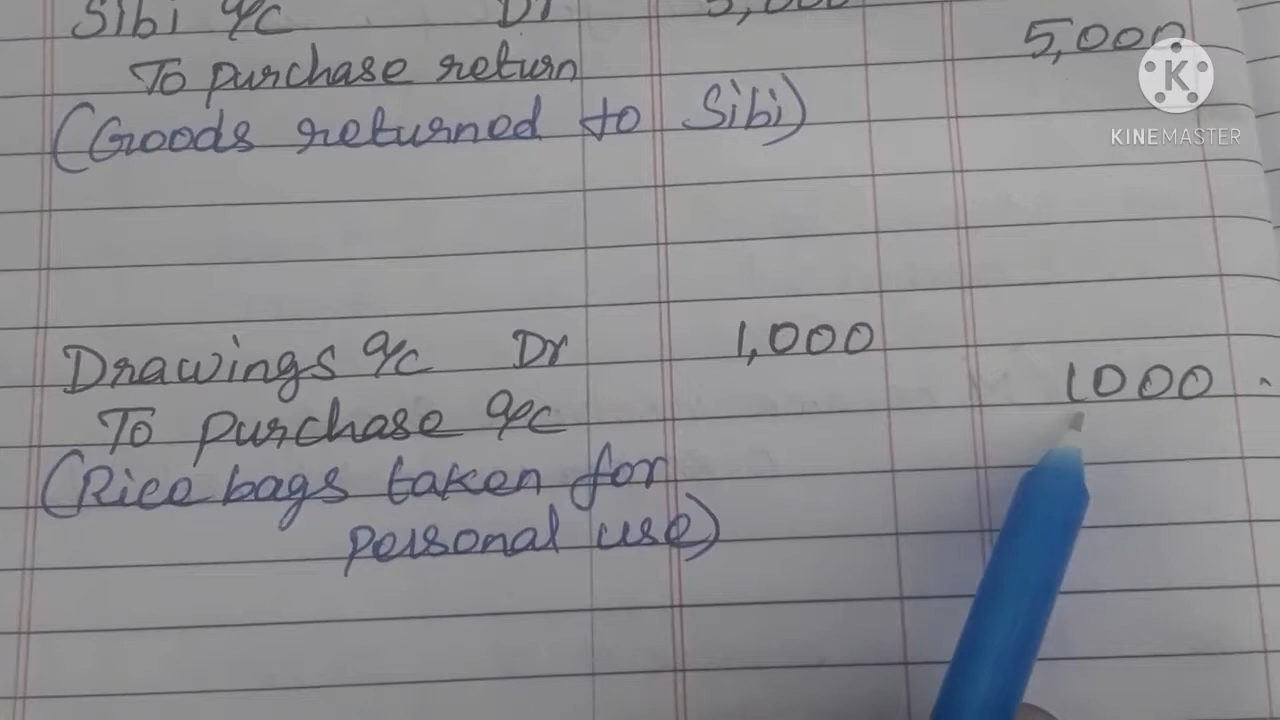 Sibi a/c Dr 5,000
5,000
To purchase return
(Goods returned to Sibi)
K
KINEMASTER
Drawings a/c Dr 1,000
1000
To purchase a/c
(Rice bags taken for
personal use)